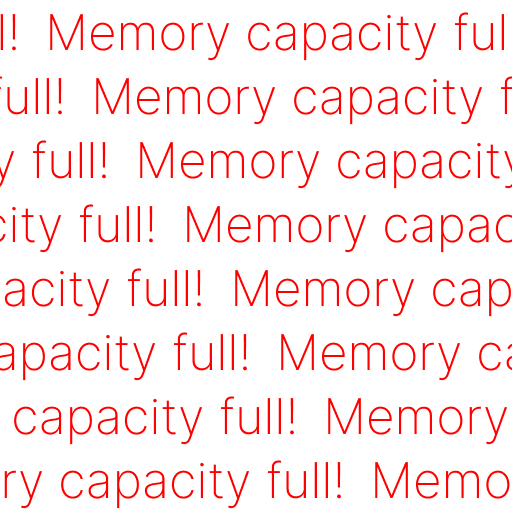 l! Memory capacity ful
full! Memory capacity f
y full! Memory capacity
city full! Memory capac
acity full! Memory cap
apacity full! Memory ca
capacity full! Memory
ry capacity full! Memo